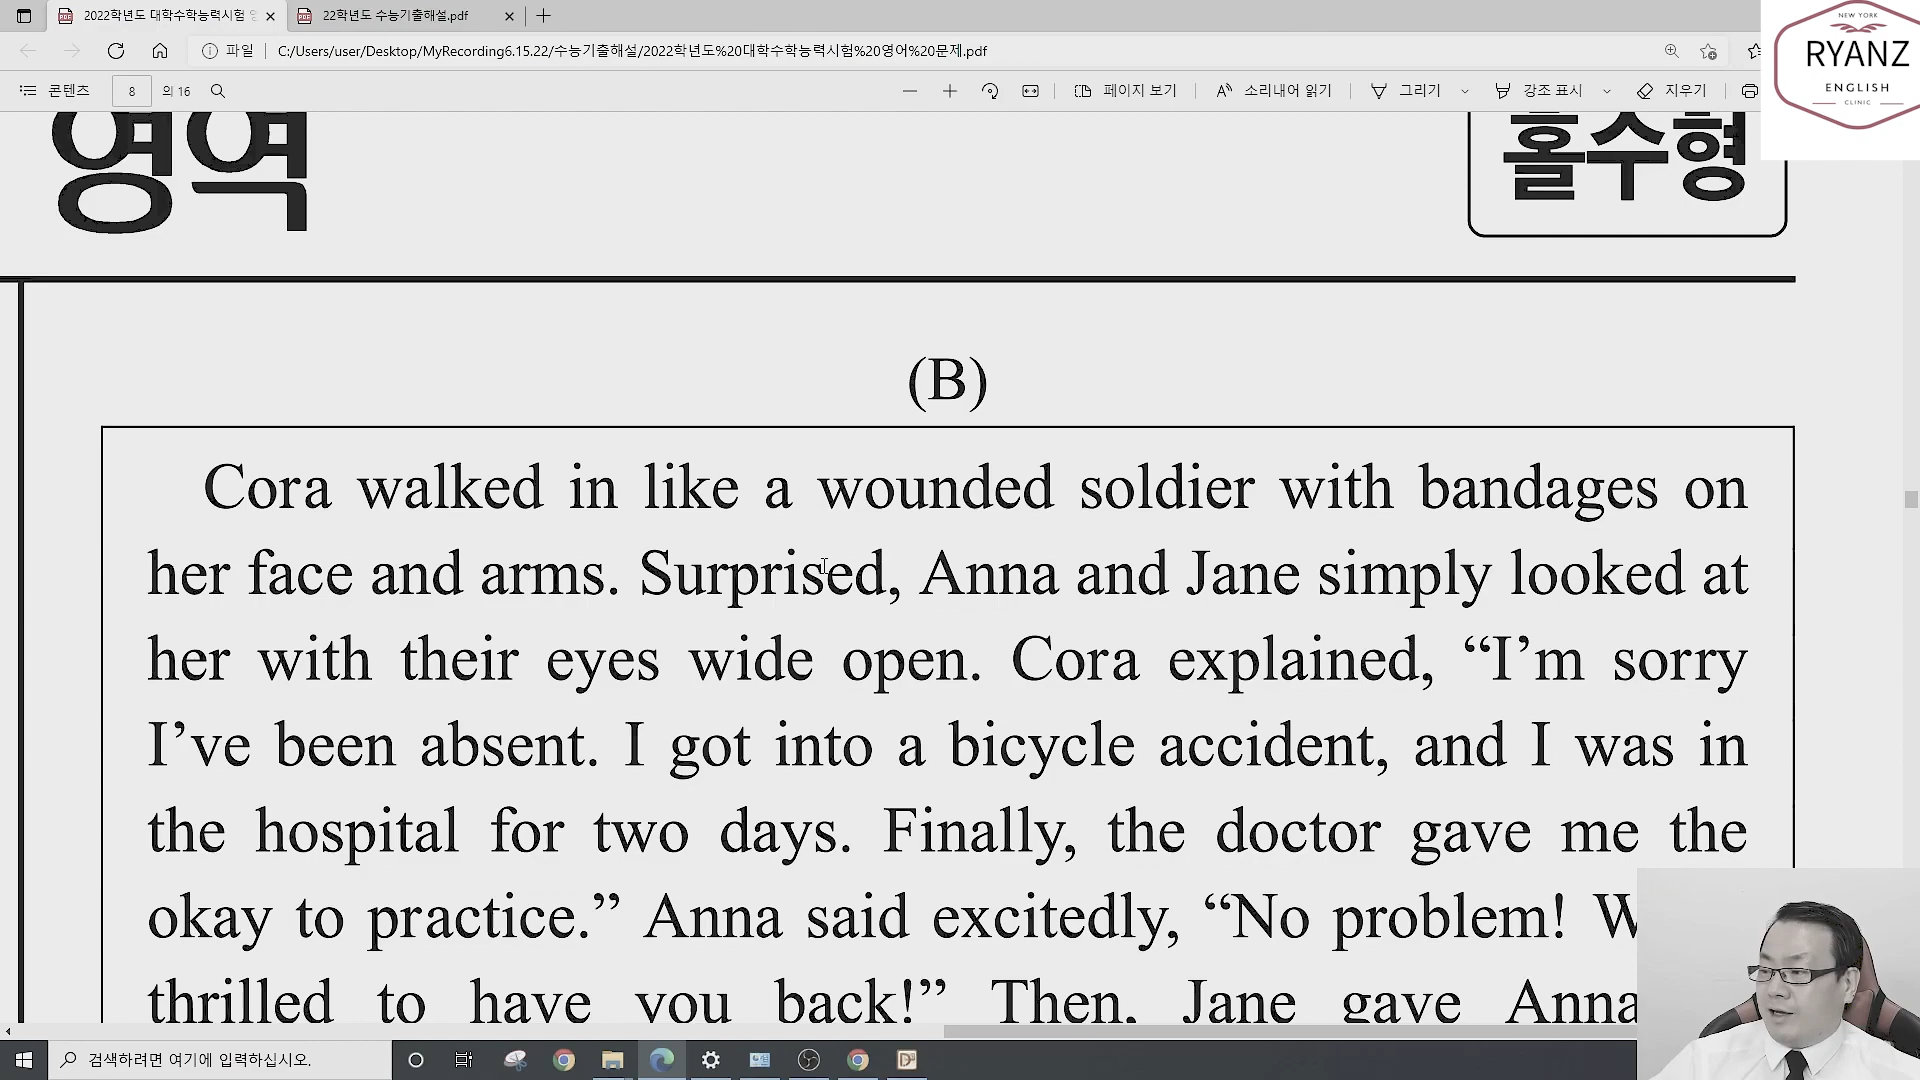 2022학년도 대학수학능력시험 영
22학년도 수능기출해설.pdf
파일
C:/Users/user/Desktop/MyRecording6.15.22/수능기출해설/2022학년도%20대학수학능력시험%20영어%20문제.pdf
콘텐츠
8
의 16
페이지 보기
소리내어 읽기
그리기
강조 표시
지우기
NEW YORK
RYANZ
ENGLISH
CLINIC
영역
홀수형
(B)
Cora walked in like a wounded soldier with bandages on
her face and arms. Surprised, Anna and Jane simply looked at
her with their eyes wide open. Cora explained, “I’m sorry
I’ve been absent. I got into a bicycle accident, and I was in
the hospital for two days. Finally, the doctor gave me the
okay to practice.” Anna said excitedly, “No problem!
thrilled to have you back!” Then, Jane gave Anna
검색하려면 여기에 입력하십시오.